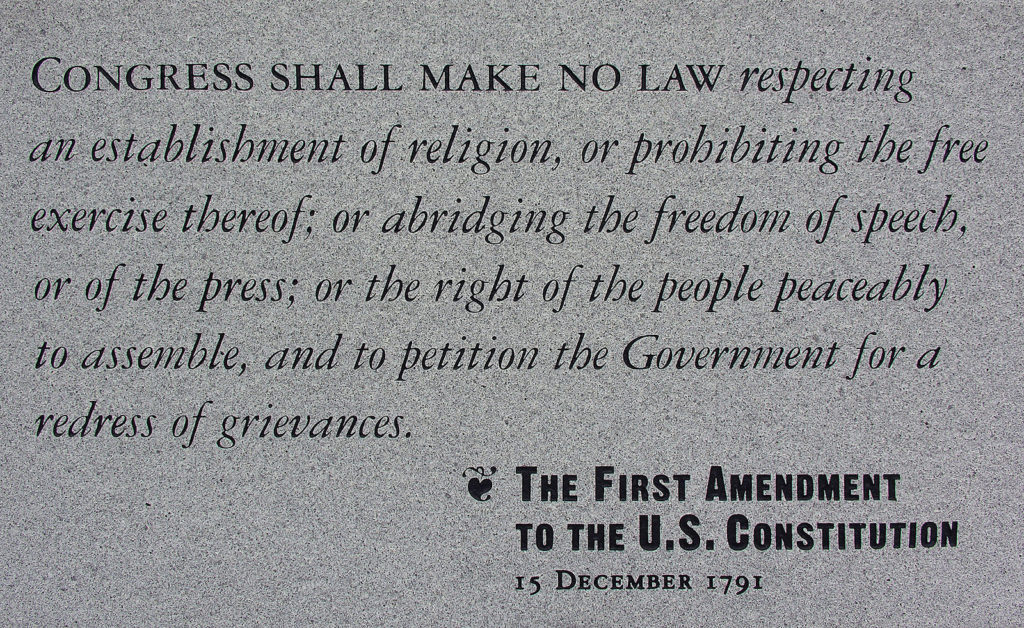 CONGRESS SHALL MAKE NO LAW respecting
an establishment of religion, or prohibiting the free
exercise thereof; or abridging the freedom of speech,
or of the press; or the right of the people peaceably
to assemble, and to petition the Government for a
redress of grievances.
❦ THE FIRST AMENDMENT
TO THE U.S. CONSTITUTION
15 DECEMBER 1791